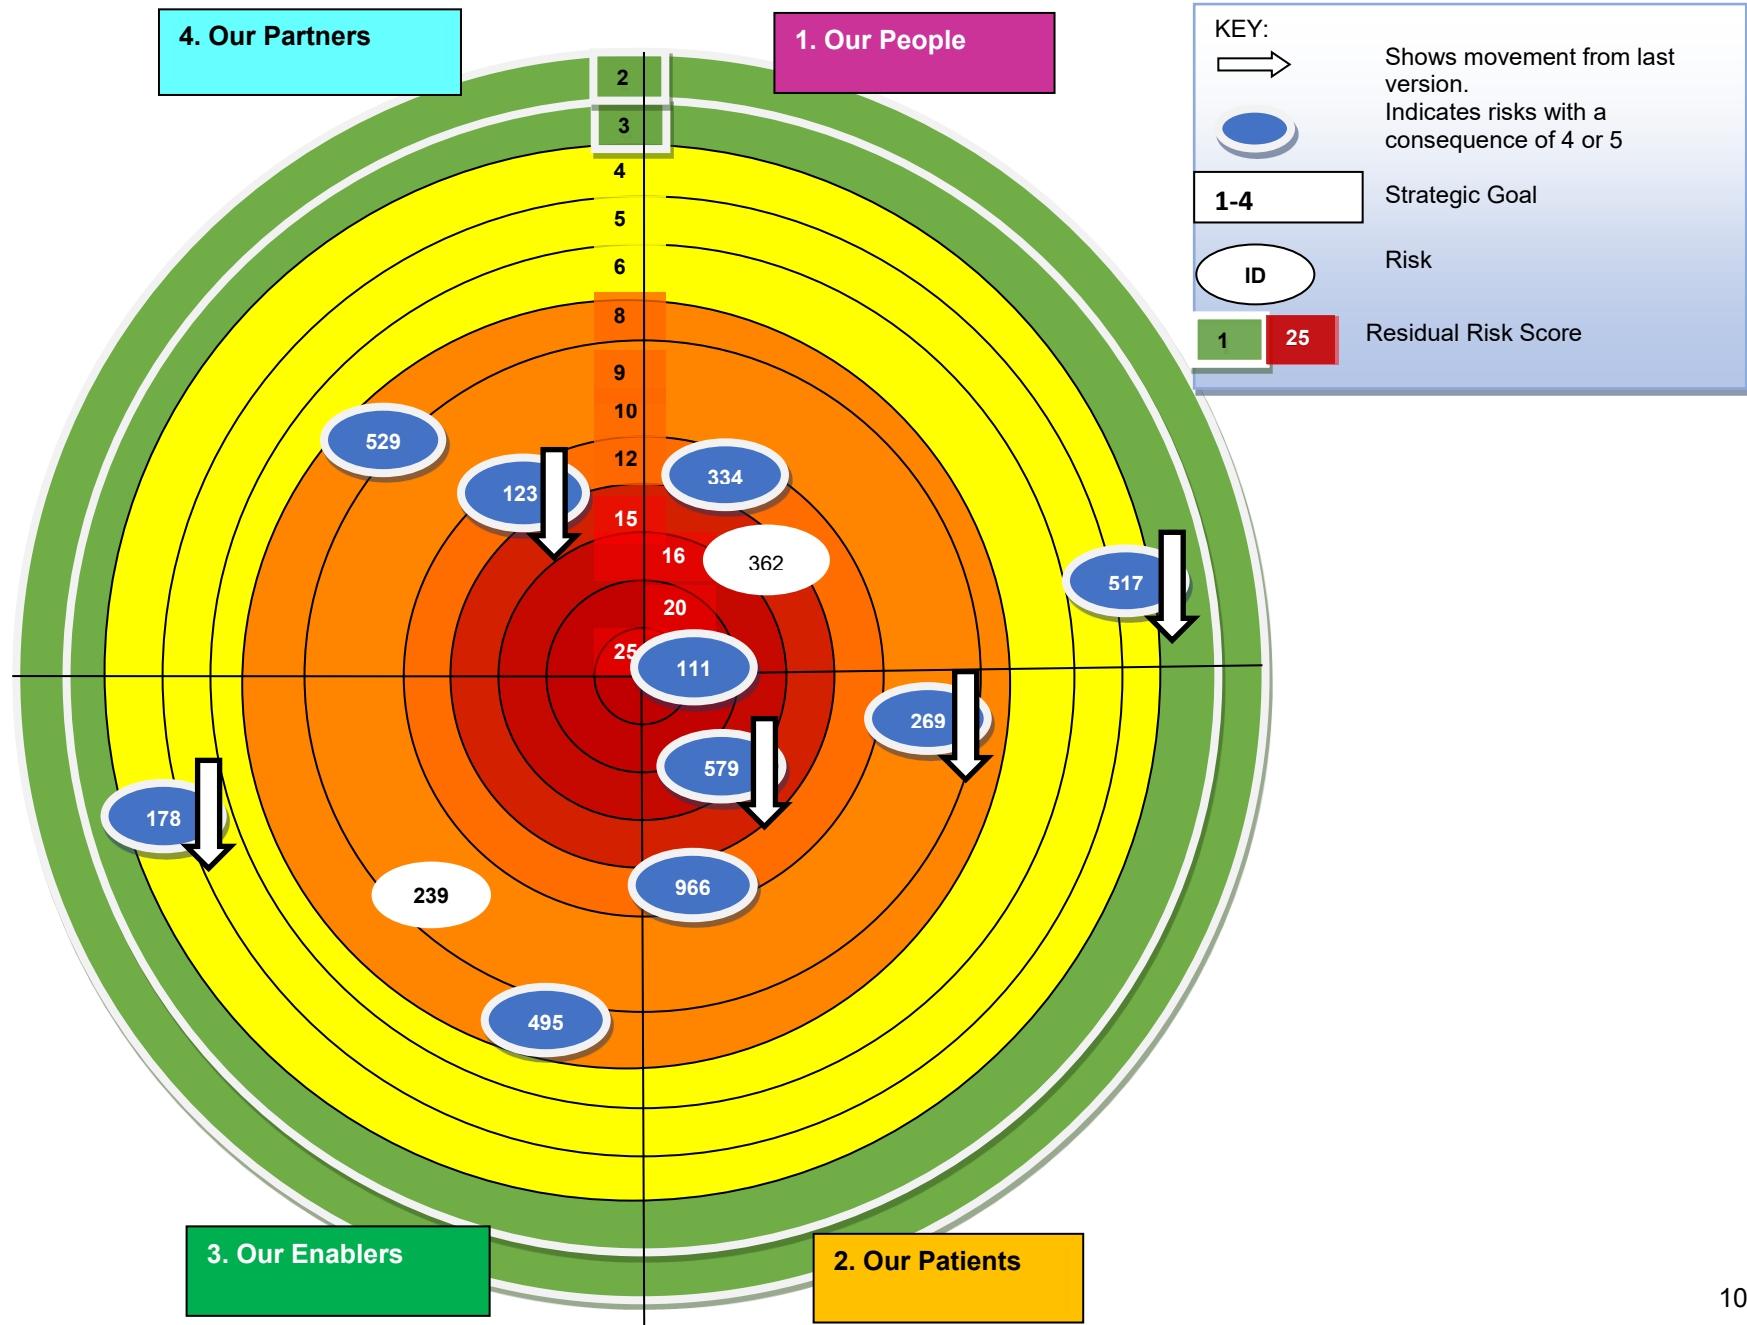 4. Our Partners
1. Our People
KEY:
Shows movement from last
version.
Indicates risks with a
consequence of 4 or 5
1-4
Strategic Goal
ID
Risk
1
25
Residual Risk Score
2
3
4
5
6
8
9
10
12
15
16
20
25
529
123
334
362
517
111
269
579
178
239
966
495
3. Our Enablers
2. Our Patients
10